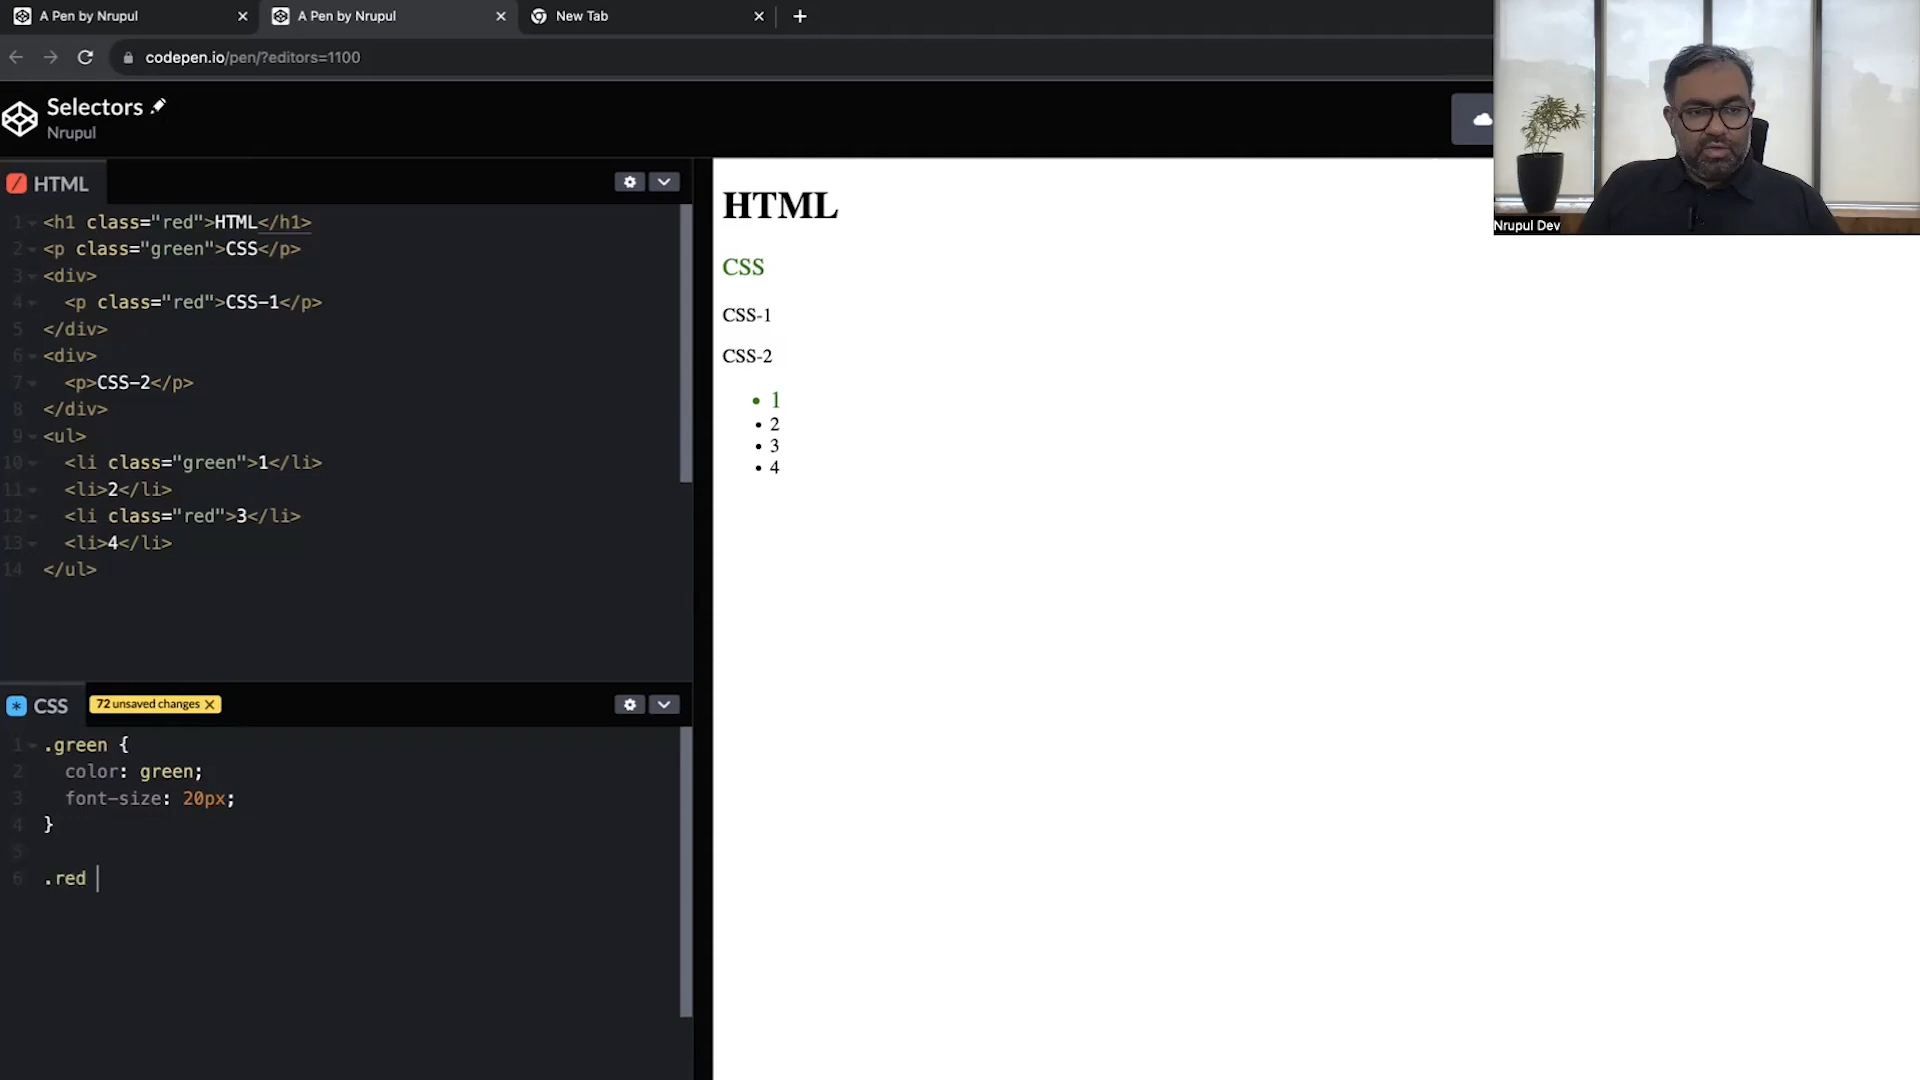 A Pen by Nrupul
A Pen by Nrupul
New Tab
codepen.io/pen/?editors=1100
Selectors
Nrupul
HTML
1 <h1 class="red">HTML</h1>
2 <p class="green">CSS</p>
3 <div>
4   <p class="red">CSS-1</p>
5 </div>
6 <div>
7   <p>CSS-2</p>
8 </div>
9 <ul>
10   <li class="green">1</li>
11   <li>2</li>
12   <li class="red">3</li>
13   <li>4</li>
14 </ul>
CSS 72 unsaved changes
1 .green {
2   color: green;
3   font-size: 20px;
4 }
5
6 .red
HTML
CSS
CSS-1
CSS-2
• 1
• 2
• 3
• 4
Nrupul Dev